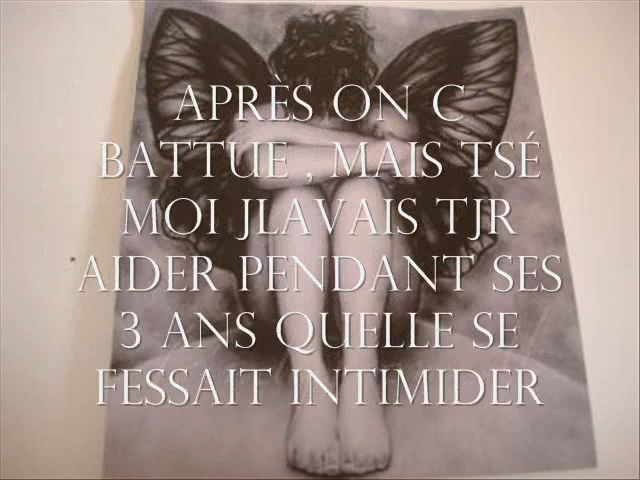 APRÈS ON C
BATTUE , MAIS TSÉ
MOI JLAVAIS TJR
AIDER PENDANT SES
3 ANS QUELLE SE
FESSAIT INTIMIDER